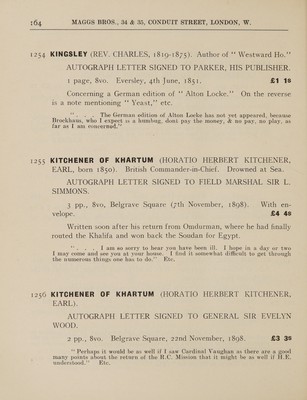 164 MAGGS BROS., 34 & 35, CONDUIT STREET, LONDON, W.
1254 KINGSLEY (REV. CHARLES, 1819-1875). Author of "Westward Ho."
AUTOGRAPH LETTER SIGNED TO PARKER, HIS PUBLISHER.
1 page, 8vo. Eversley, 4th June, 1851. £1 1s
Concerning a German edition of "Alton Locke." On the reverse
is a note mentioning "Yeast," etc.
". . . The German edition of Alton Locke has not yet appeared, because
Brockhaus, who I expect is a humbug, dont pay the money, & no pay, no play, as
far as I am concerned."
1255 KITCHENER OF KHARTUM (HORATIO HERBERT KITCHENER,
EARL, born 1850). British Commander-in-Chief. Drowned at Sea.
AUTOGRAPH LETTER SIGNED TO FIELD MARSHAL SIR L.
SIMMONS.
3 pp., 8vo, Belgrave Square (7th November, 1898). With en-
velope. £4 4s
Written soon after his return from Omdurman, where he had finally
routed the Khalifa and won back the Soudan for Egypt.
". . . I am so sorry to hear you have been ill. I hope in a day or two
I may come and see you at your house. I find it somewhat difficult to get through
the numerous things one has to do." Etc.
1256 KITCHENER OF KHARTUM (HORATIO HERBERT KITCHENER,
EARL).
AUTOGRAPH LETTER SIGNED TO GENERAL SIR EVELYN
WOOD.
2 pp., 8vo. Belgrave Square, 22nd November, 1898. £3 3s
"Perhaps it would be as well if I saw Cardinal Vaughan as there are a good
many points about the return of the R.C. Mission that it might be as well if H.E.
understood." Etc.